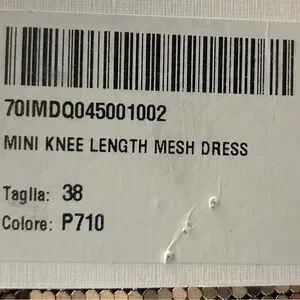 70IMDQ045001002
MINI KNEE LENGTH MESH DRESS
Taglia: 38
Colore: P710